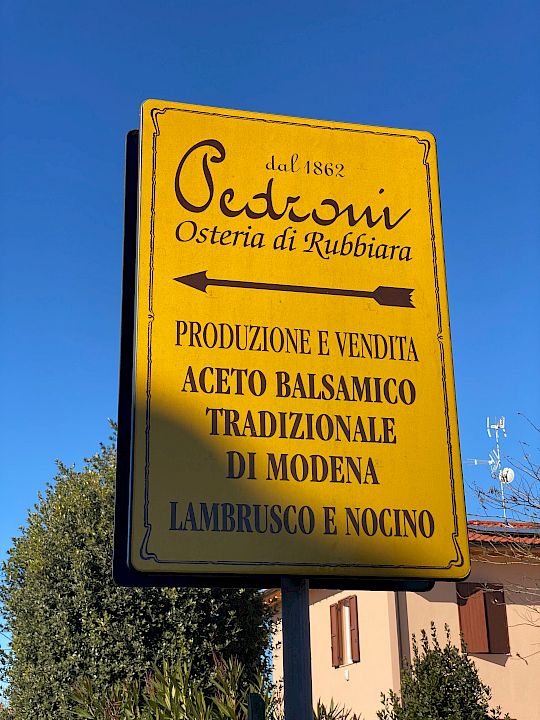 dal 1862
Pedroni
Osteria di Rubbiara
PRODUZIONE E VENDITA
ACETO BALSAMICO
TRADIZIONALE
DI MODENA
LAMBRUSCO E NOCINO